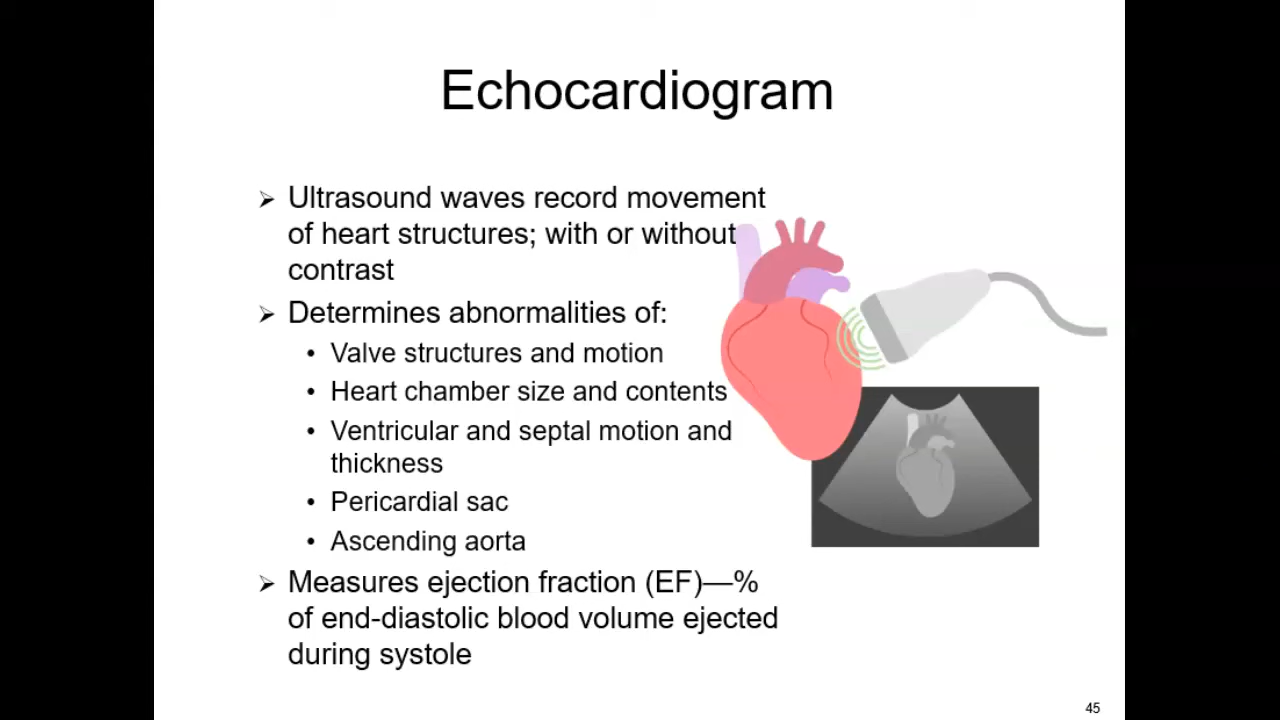 Echocardiogram
➢ Ultrasound waves record movement
of heart structures; with or without
contrast
➢ Determines abnormalities of:
• Valve structures and motion
• Heart chamber size and contents
• Ventricular and septal motion and
thickness
• Pericardial sac
• Ascending aorta
➢ Measures ejection fraction (EF)—%
of end-diastolic blood volume ejected
during systole
45